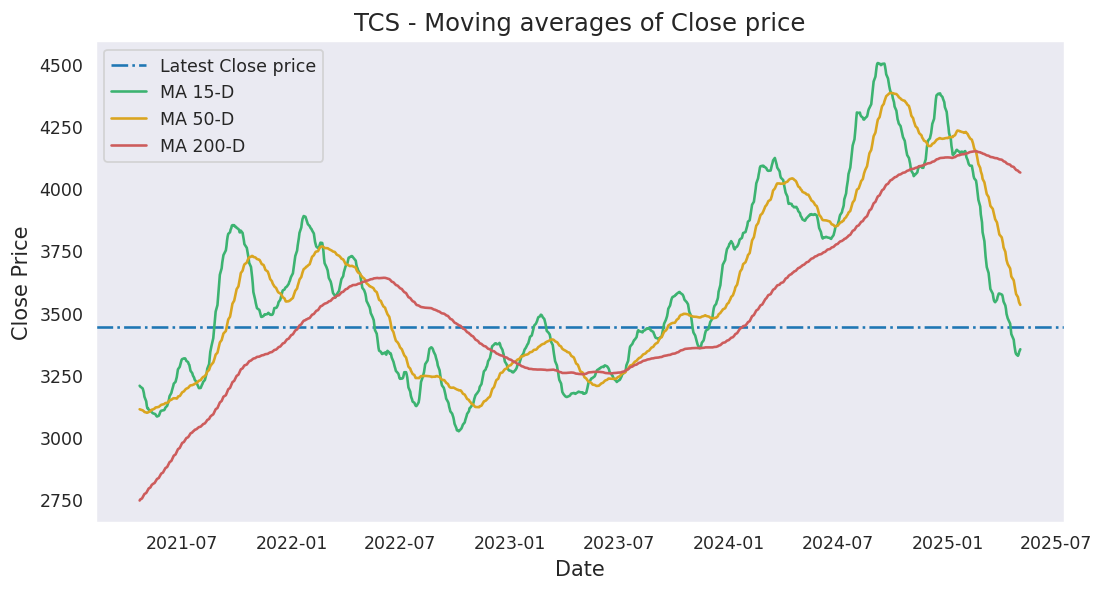 TCS - Moving averages of Close price
Latest Close price
MA 15-D
MA 50-D
MA 200-D
Close Price
4500
4250
4000
3750
3500
3250
3000
2750
2021-07 2022-01 2022-07 2023-01 2023-07 2024-01 2024-07 2025-01 2025-07
Date